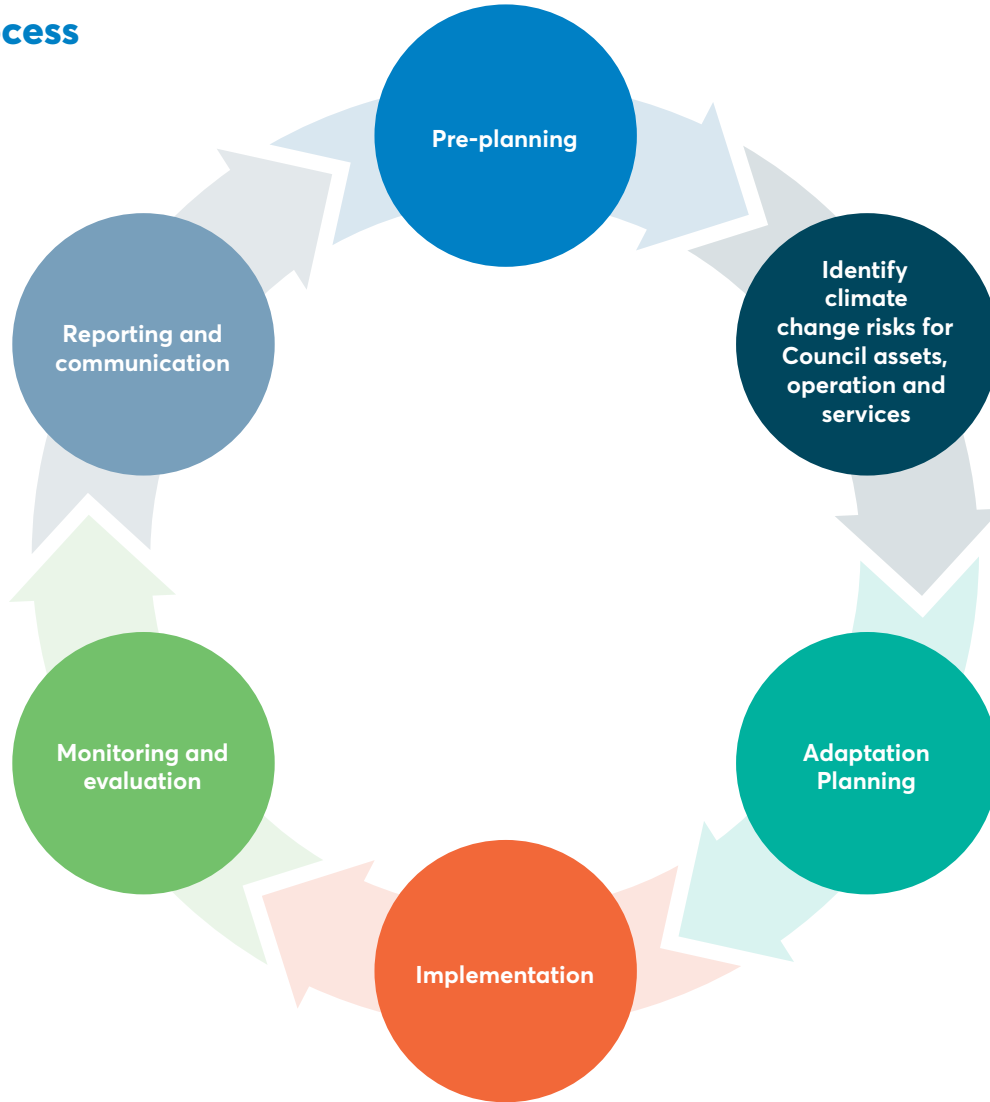 cess
Pre-planning
Identify
climate
change risks for
Council assets,
operation and
services
Adaptation
Planning
Implementation
Monitoring and
evaluation
Reporting and
communication